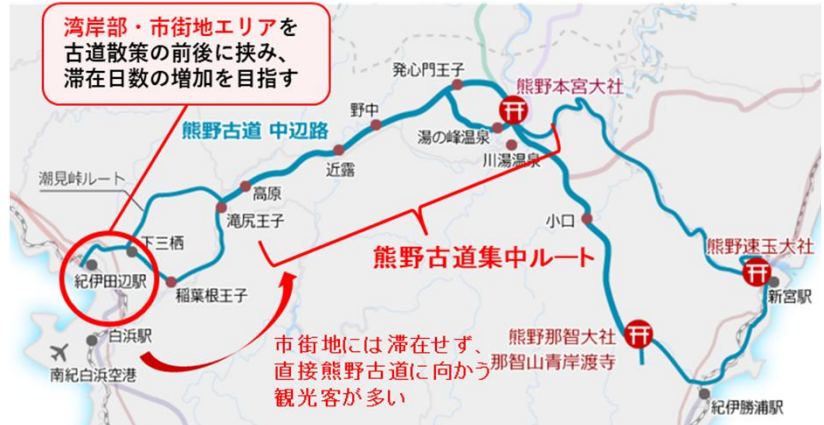 湾岸部・市街地エリアを
古道散策の前後に挟み、
滞在日数の増加を目指す
発心門王子
熊野本宮大社
野中
熊野古道 中辺路
湯の峰温泉
川湯温泉
近露
潮見峠ルート
高原
滝尻王子
小口
下三栖
熊野古道集中ルート
熊野速玉大社
紀伊田辺駅
稲葉根王子
新宮駅
白浜駅
市街地には滞在せず、
直接熊野古道に向かう
観光客が多い
熊野那智大社
那智山青岸渡寺
南紀白浜空港
紀伊勝浦駅